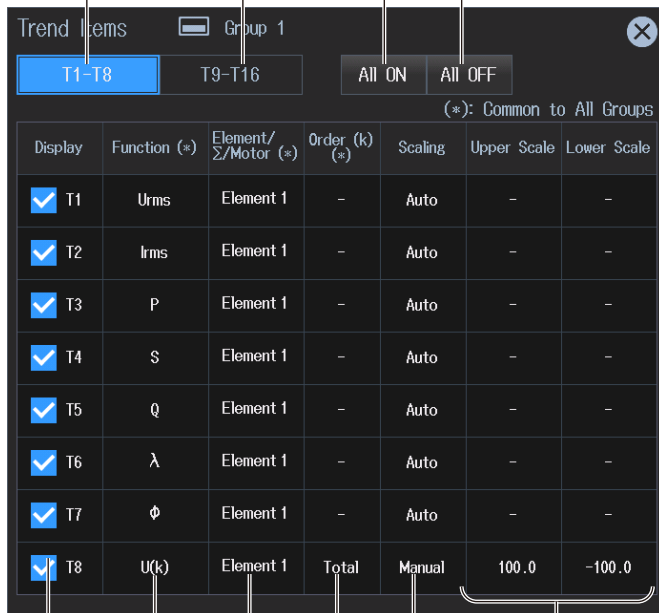 Trend Items Group 1
T1-T8 T9-T16 All ON All OFF
(*): Common to All Groups
Display Function (*) Element/ Σ/Motor (*) Order (k) (*) Scaling Upper Scale Lower Scale
T1 Urms Element 1 - Auto - -
T2 Irms Element 1 - Auto - -
T3 P Element 1 - Auto - -
T4 S Element 1 - Auto - -
T5 Q Element 1 - Auto - -
T6 λ Element 1 - Auto - -
T7 Φ Element 1 - Auto - -
T8 U(k) Element 1 Total Manual 100.0 -100.0